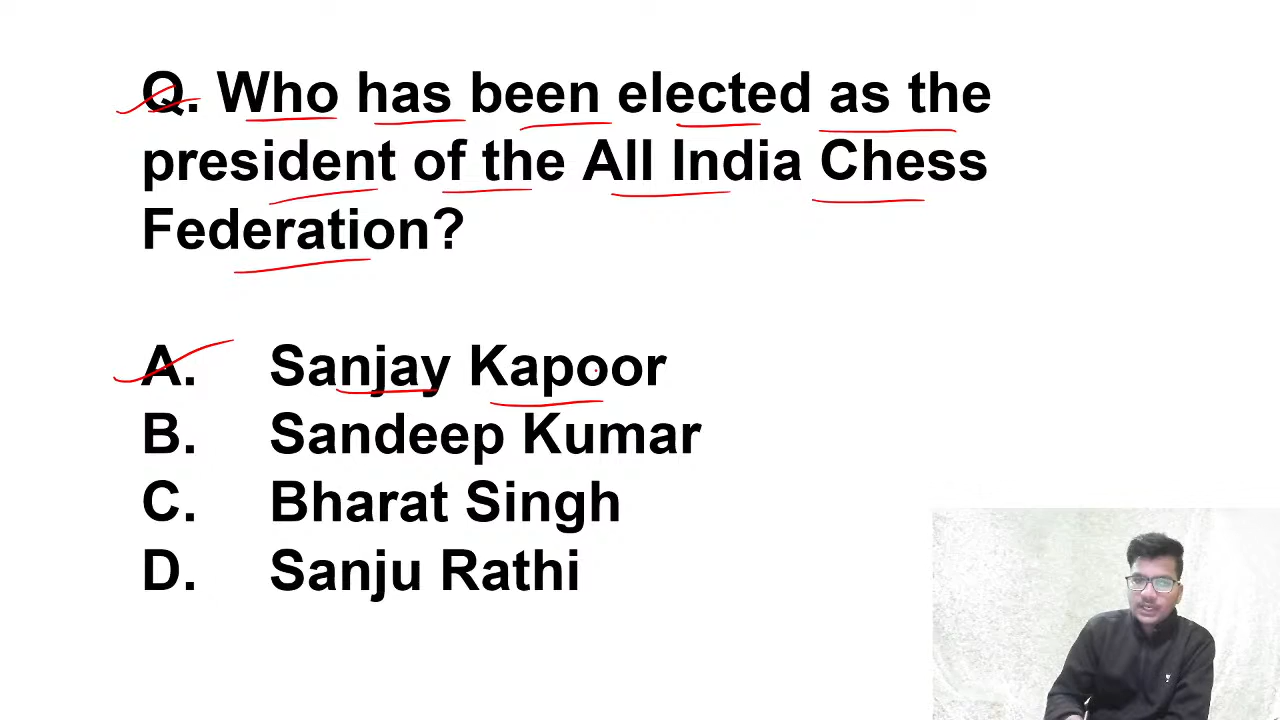 Q. Who has been elected as the
president of the All India Chess
Federation?
A. Sanjay Kapoor
B. Sandeep Kumar
C. Bharat Singh
D. Sanju Rathi